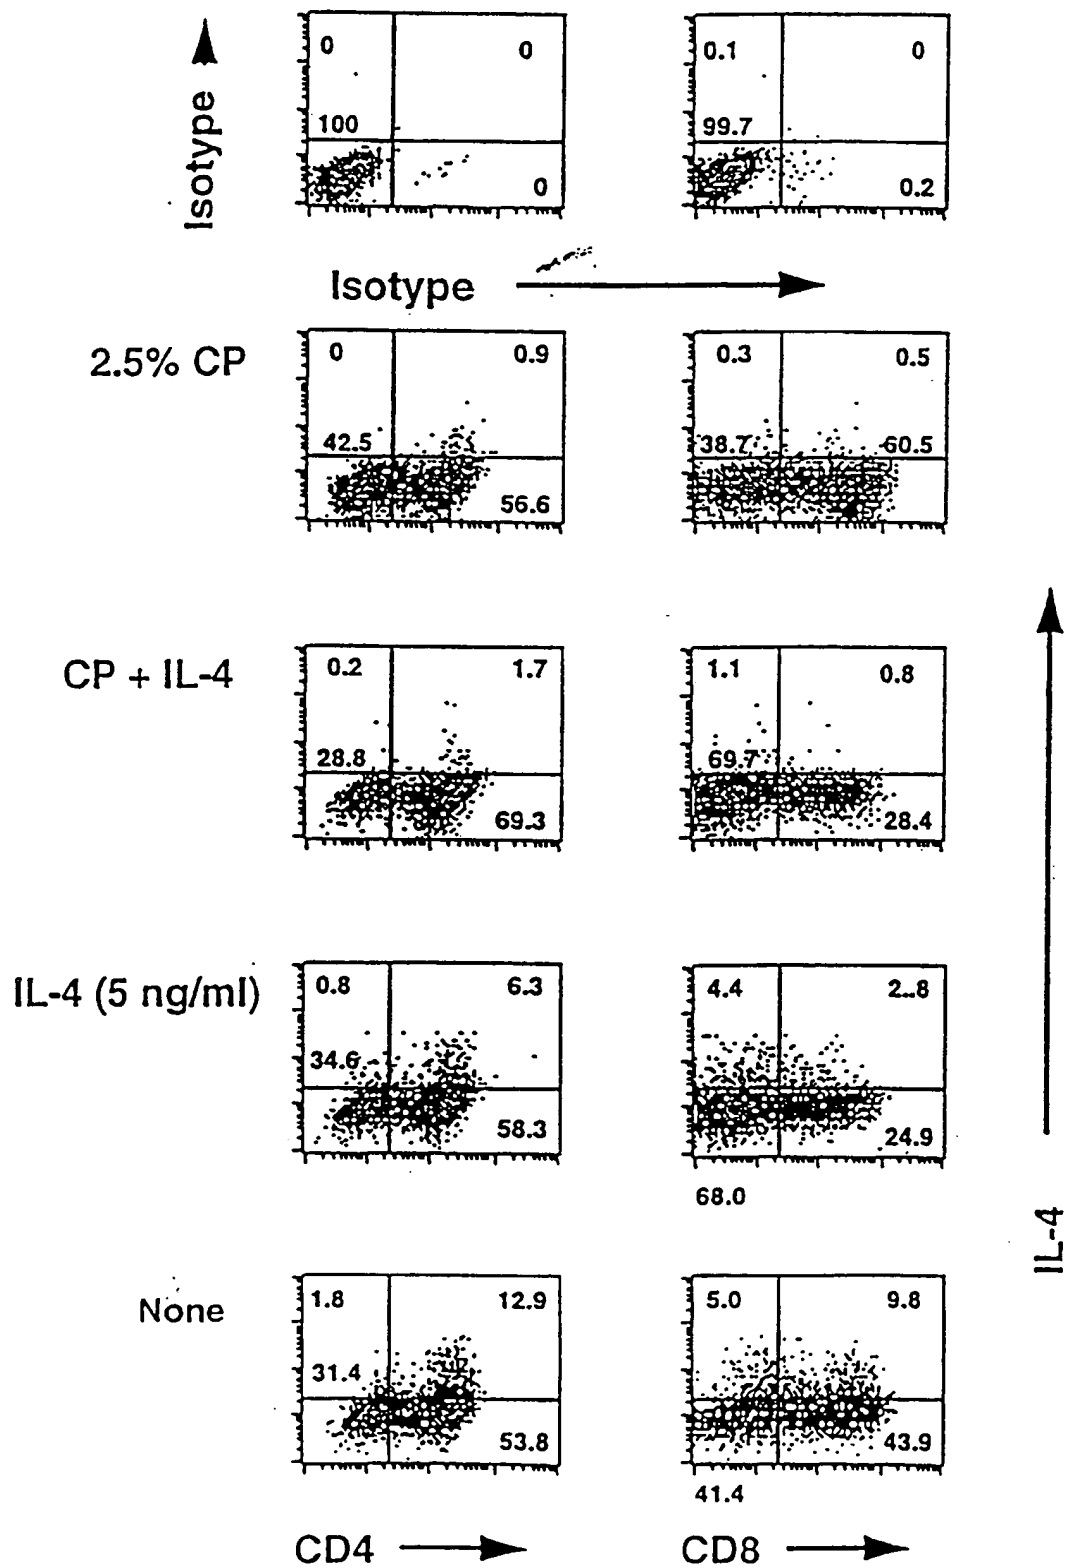 Isotype
0 0 0.1 0
100 99.7
0 0.2
Isotype
2.5% CP
0 0.9 0.3 0.5
42.5 38.7 60.5
56.6
CP + IL-4
0.2 1.7 1.1 0.8
28.8 69.7
69.3 28.4
IL-4 (5 ng/ml)
0.8 6.3 4.4 2..8
34.6
58.3 24.9
68.0
IL-4
None
1.8 12.9 5.0 9.8
31.4
53.8 43.9
41.4
CD4 CD8